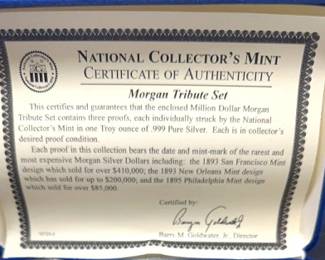 NATIONAL COLLECTOR'S MINT
CERTIFICATE OF AUTHENTICITY
Morgan Tribute Set
This certifies and guarantees that the enclosed Million Dollar Morgan
Tribute Set contains three proofs, each individually struck by the National
Collector's Mint in one Troy ounce of .999 Pure Silver. Each is in collector's
desired proof condition.
Each proof in this collection bears the date and mint-mark of the rarest and
most expensive Morgan Silver Dollars including: the 1893 San Francisco Mint
design which sold for over $410,000; the 1893 New Orleans Mint design
which has sold for up to $200,000; and the 1895 Philadelphia Mint design
which sold for over $85,000.
Certified by:
Barry M. Goldwater Jr. Director